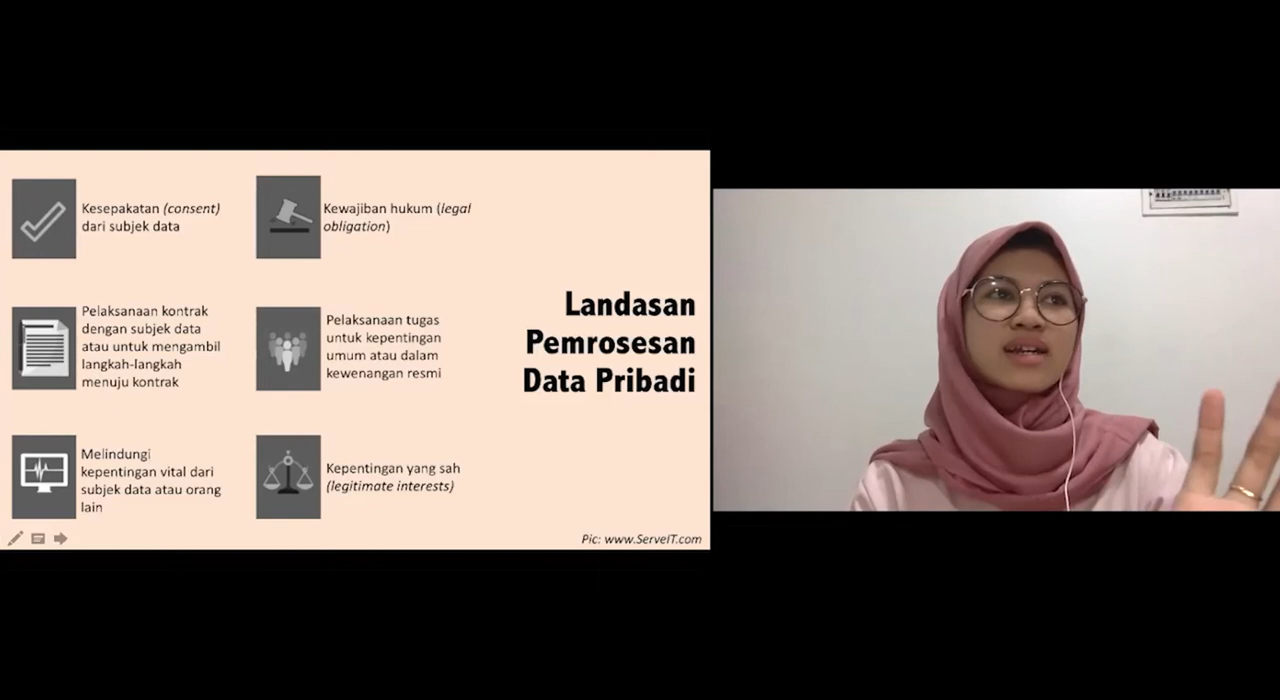 Kesepakatan (consent)
dari subjek data
Kewajiban hukum (legal
obligation)
Pelaksanaan kontrak
dengan subjek data
atau untuk mengambil
langkah-langkah
menuju kontrak
Pelaksanaan tugas
untuk kepentingan
umum atau dalam
kewenangan resmi
Melindungi
kepentingan vital dari
subjek data atau orang
lain
Kepentingan yang sah
(legitimate interests)
Landasan
Pemrosesan
Data Pribadi
Pic: www.ServeIT.com